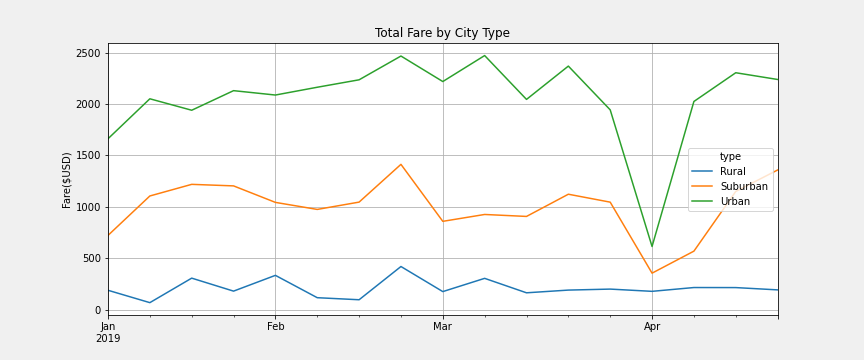 Total Fare by City Type
Fare($USD)
2500
2000
1500
1000
500
0
type
Rural
Suburban
Urban
Jan
2019
Feb
Mar
Apr